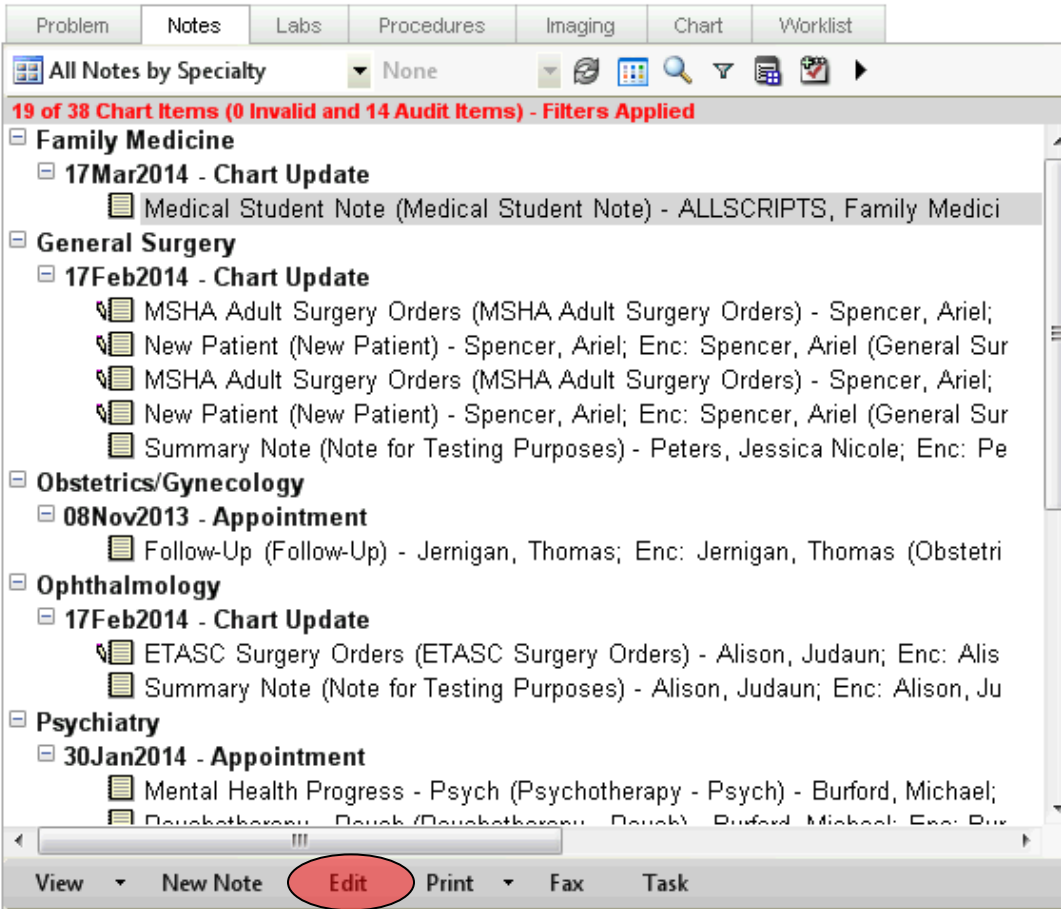 Problem Notes Labs Procedures Imaging Chart Worklist
All Notes by Specialty None
19 of 38 Chart Items (0 Invalid and 14 Audit Items) - Filters Applied
Family Medicine
17Mar2014 - Chart Update
Medical Student Note (Medical Student Note) - ALLSCRIPTS, Family Medici
General Surgery
17Feb2014 - Chart Update
MSHA Adult Surgery Orders (MSHA Adult Surgery Orders) - Spencer, Ariel;
New Patient (New Patient) - Spencer, Ariel; Enc: Spencer, Ariel (General Sur
MSHA Adult Surgery Orders (MSHA Adult Surgery Orders) - Spencer, Ariel;
New Patient (New Patient) - Spencer, Ariel; Enc: Spencer, Ariel (General Sur
Summary Note (Note for Testing Purposes) - Peters, Jessica Nicole; Enc: Pe
Obstetrics/Gynecology
08Nov2013 - Appointment
Follow-Up (Follow-Up) - Jernigan, Thomas; Enc: Jernigan, Thomas (Obstetri
Ophthalmology
17Feb2014 - Chart Update
ETASC Surgery Orders (ETASC Surgery Orders) - Alison, Judaun; Enc: Alis
Summary Note (Note for Testing Purposes) - Alison, Judaun; Enc: Alison, Ju
Psychiatry
30Jan2014 - Appointment
Mental Health Progress - Psych (Psychotherapy - Psych) - Burford, Michael;
Psychotherapy - Psych (Psychotherapy - Psych) - Burford, Michael; Enc: Bur
View New Note Edit Print Fax Task